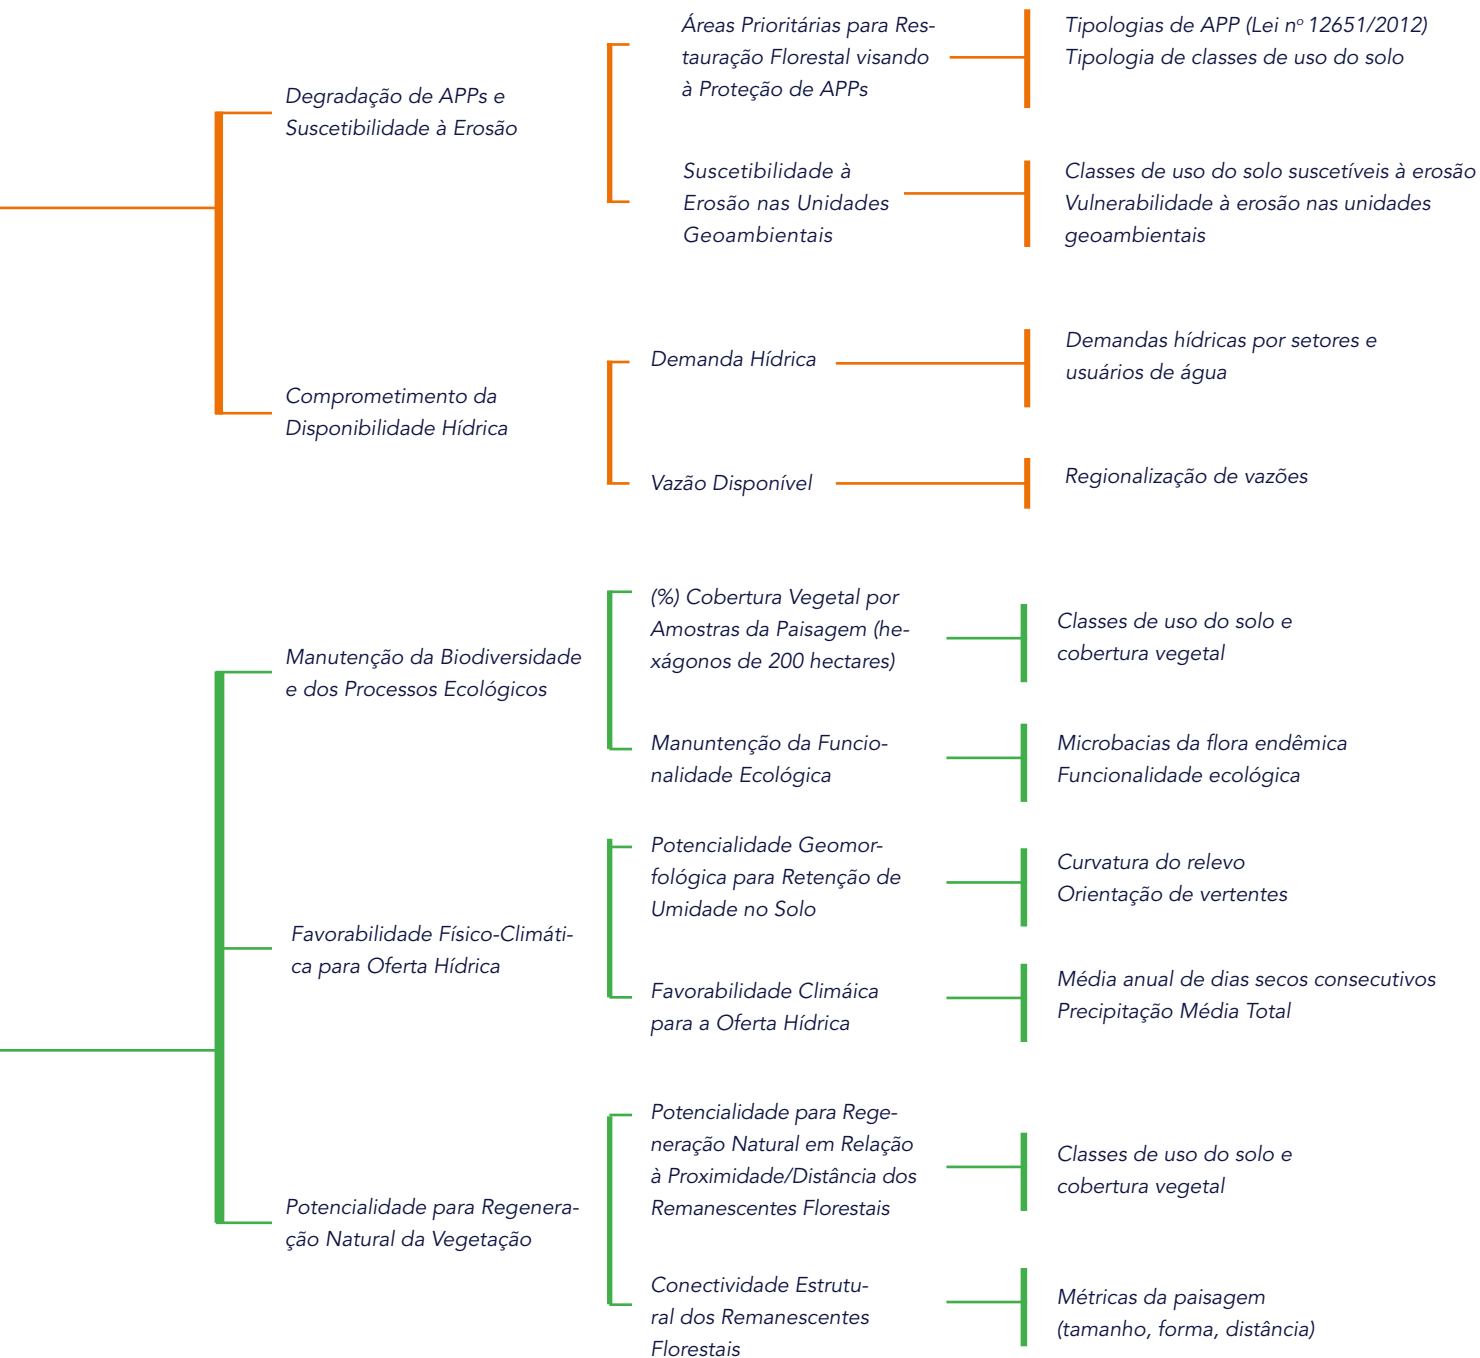 Áreas Prioritárias para Res-
tauração Florestal visando
à Proteção de APPs
Tipologias de APP (Lei nº 12651/2012)
Tipologia de classes de uso do solo
Degradação de APPs e
Suscetibilidade à Erosão
Suscetibilidade à
Erosão nas Unidades
Geoambientais
Classes de uso do solo suscetíveis à erosão
Vulnerabilidade à erosão nas unidades
geoambientais
Demanda Hídrica
Demandas hídricas por setores e
usuários de água
Comprometimento da
Disponibilidade Hídrica
Vazão Disponível
Regionalização de vazões
(%) Cobertura Vegetal por
Amostras da Paisagem (he-
xágonos de 200 hectares)
Classes de uso do solo e
cobertura vegetal
Manutenção da Biodiversidade
e dos Processos Ecológicos
Manuntenção da Funcio-
nalidade Ecológica
Microbacias da flora endêmica
Funcionalidade ecológica
Potencialidade Geomor-
fológica para Retenção de
Umidade no Solo
Curvatura do relevo
Orientação de vertentes
Favorabilidade Físico-Climáti-
ca para Oferta Hídrica
Favorabilidade Climáica
para a Oferta Hídrica
Média anual de dias secos consecutivos
Precipitação Média Total
Potencialidade para Rege-
neração Natural em Relação
à Proximidade/Distância dos
Remanescentes Florestais
Classes de uso do solo e
cobertura vegetal
Potencialidade para Regenera-
ção Natural da Vegetação
Conectividade Estrutu-
ral dos Remanescentes
Florestais
Métricas da paisagem
(tamanho, forma, distância)